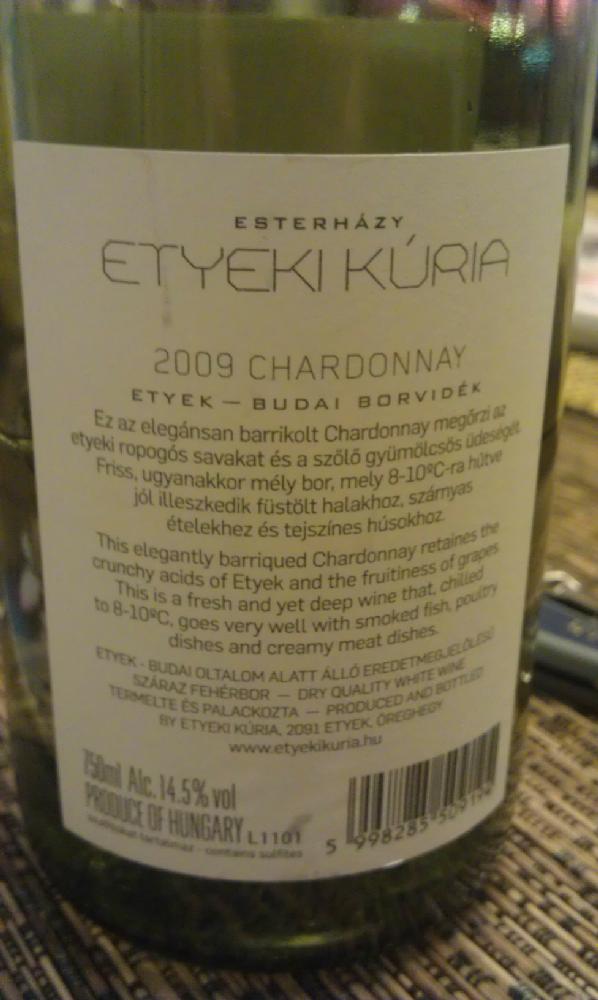 ESTERHÁZY
ETYEKI KÚRIA
2009 CHARDONNAY
ETYEK — BUDAI BORVIDÉK
Ez az elegánsan barrikolt Chardonnay megőrzi az
etyeki ropogós savakat és a szőlő gyümölcsös üdeségét.
Friss, ugyanakkor mély bor, mely 8-10ºC-ra hűtve
jól illeszkedik füstölt halakhoz, szárnyas
ételekhez és tejszínes húsokhoz.
This elegantly barriqued Chardonnay retaines the
crunchy acids of Etyek and the fruitiness of grapes
This is a fresh and yet deep wine that, chilled
to 8-10ºC, goes very well with smoked fish, poultry
dishes and creamy meat dishes.
ETYEK - BUDAI OLTALOM ALATT ÁLLÓ EREDETMEGJELÖLÉSŰ
SZÁRAZ FEHÉRBOR — DRY QUALITY WHITE WINE
TERMELTE ÉS PALACKOZTA — PRODUCED AND BOTTLED
BY ETYEKI KÚRIA, 2091 ETYEK, ÖREGHEGY
www.etyekikuria.hu
750ml Alc. 14.5% vol
PRODUCE OF HUNGARY L1101
szulfitokat tartalmaz - contains sulfites
5 998285